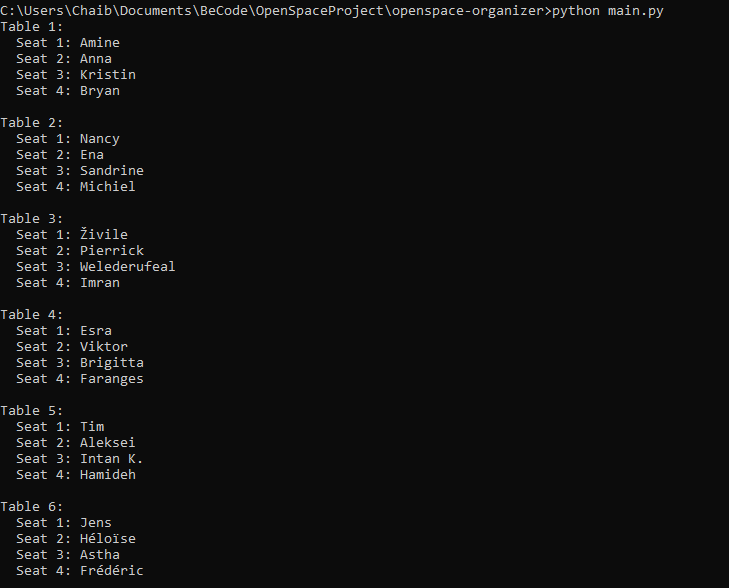 C:\Users\Chaib\Documents\BeCode\OpenSpaceProject\openspace-organizer>python main.py
Table 1:
Seat 1: Amine
Seat 2: Anna
Seat 3: Kristin
Seat 4: Bryan
Table 2:
Seat 1: Nancy
Seat 2: Ena
Seat 3: Sandrine
Seat 4: Michiel
Table 3:
Seat 1: Živile
Seat 2: Pierrick
Seat 3: Welederufeal
Seat 4: Imran
Table 4:
Seat 1: Esra
Seat 2: Viktor
Seat 3: Brigitta
Seat 4: Faranges
Table 5:
Seat 1: Tim
Seat 2: Aleksei
Seat 3: Intan K.
Seat 4: Hamideh
Table 6:
Seat 1: Jens
Seat 2: Héloïse
Seat 3: Astha
Seat 4: Frédéric